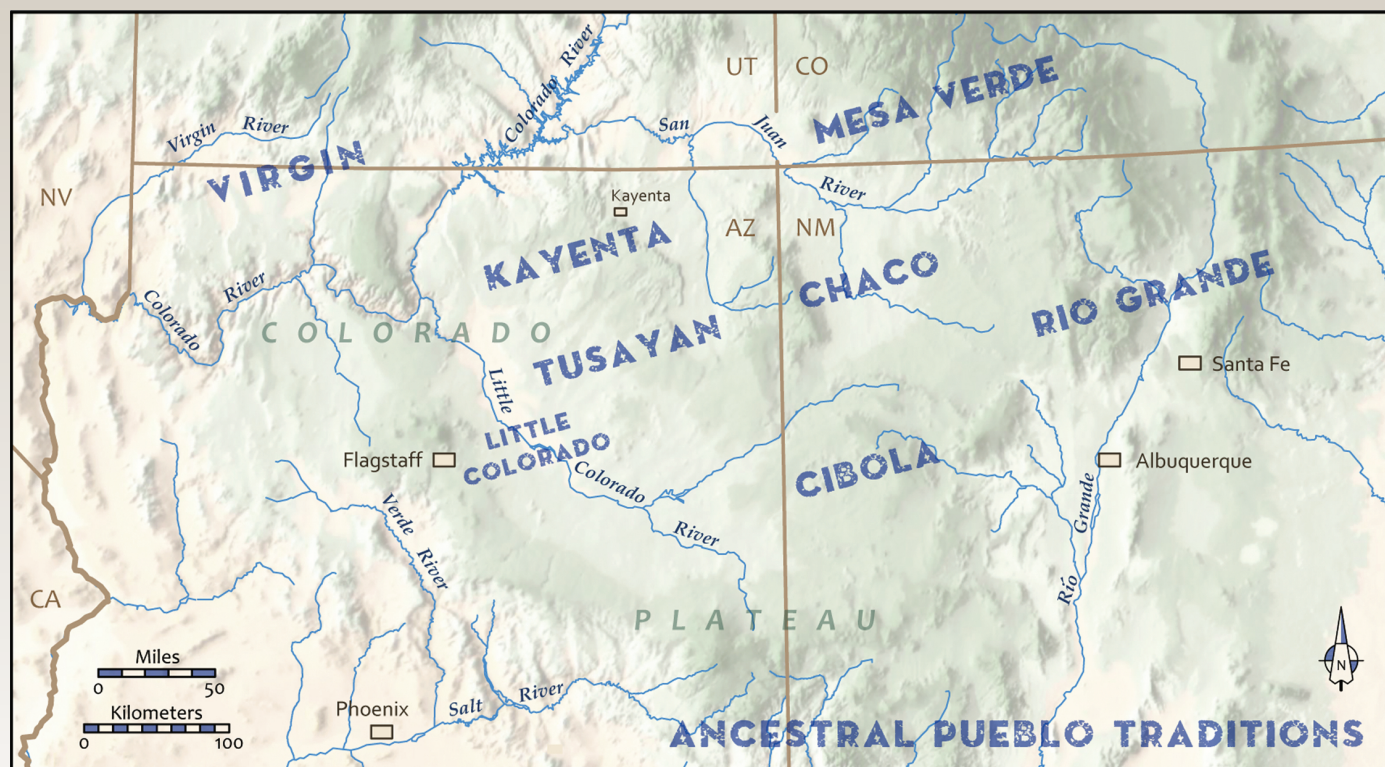 UT
CO
Colorado River
MESA VERDE
Virgin River
San Juan River
VIRGIN
NV
Kayenta
AZ
NM
KAYENTA
CHACO
RIO GRANDE
Colorado River
COLORADO
TUSAYAN
Santa Fe
Little Colorado River
LITTLE
COLORADO
Flagstaff
CIBOLA
Albuquerque
Verde River
Río Grande
CA
PLATEAU
Miles
0 50
Kilometers
0 100
Phoenix
Salt River
N
ANCESTRAL PUEBLO TRADITIONS